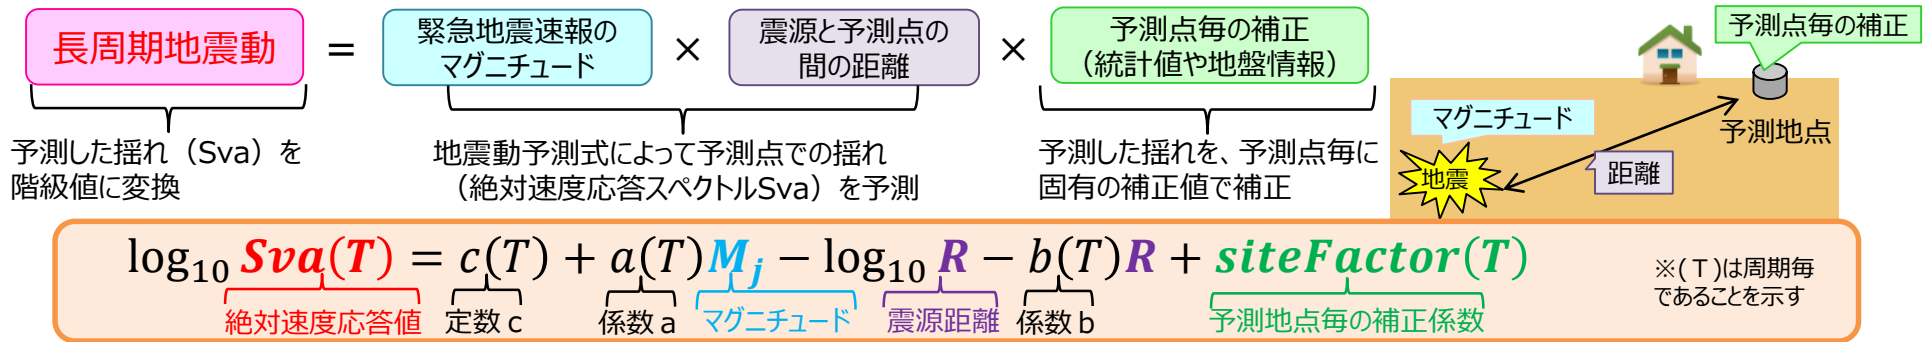 長周期地震動
=
緊急地震速報の
マグニチュード
×
震源と予測点の
間の距離
×
予測点毎の補正
（統計値や地盤情報）
予測点毎の補正
マグニチュード
予測地点
地震
距離
予測した揺れ（Sva）を
階級値に変換
地震動予測式によって予測点での揺れ
（絶対速度応答スペクトルSva）を予測
予測した揺れを、予測点毎に
固有の補正値で補正
log₁₀ Sva(T) = c(T) + a(T)Mⱼ − log₁₀ R − b(T)R + siteFactor(T)
絶対速度応答値
定数 c
係数 a
マグニチュード
震源距離
係数 b
予測地点毎の補正係数
※(Ｔ)は周期毎
であることを示す